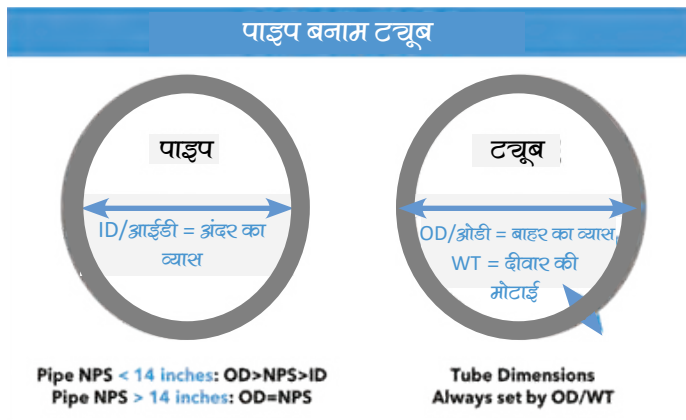 पाइप बनाम ट्यूब
पाइप
ID/आईडी = अंदर का
व्यास
ट्यूब
OD/ओडी = बाहर का व्यास,
WT = दीवार की
मोटाई
Pipe NPS < 14 inches: OD>NPS>ID
Pipe NPS > 14 inches: OD=NPS
Tube Dimensions
Always set by OD/WT